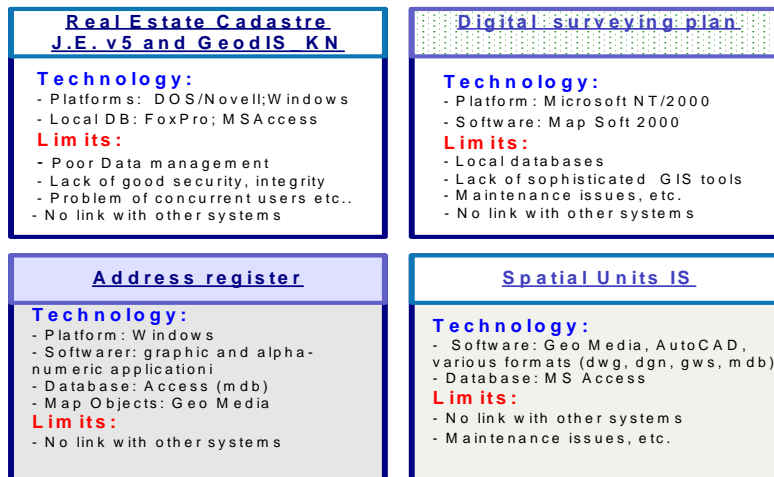 Real Estate Cadastre
J.E. v5 and GeodIS_KN
Technology:
- Platforms: DOS/Novell;Windows
- Local DB: FoxPro; MSAccess
Limits:
- Poor Data management
- Lack of good security, integrity
- Problem of concurrent users etc..
- No link with other systems
Digital surveying plan
Technology:
- Platform: Microsoft NT/2000
- Software: Map Soft 2000
Limits:
- Local databases
- Lack of sophisticated GIS tools
- Maintenance issues, etc.
- No link with other systems
Address register
Technology:
- Platform: Windows
- Softwarer: graphic and alpha-
numeric applicationi
- Database: Access (mdb)
- Map Objects: Geo Media
Limits:
- No link with other systems
Spatial Units IS
Technology:
- Software: Geo Media, AutoCAD,
various formats (dwg, dgn, gws, mdb)
- Database: MS Access
Limits:
- No link with other systems
- Maintenance issues, etc.